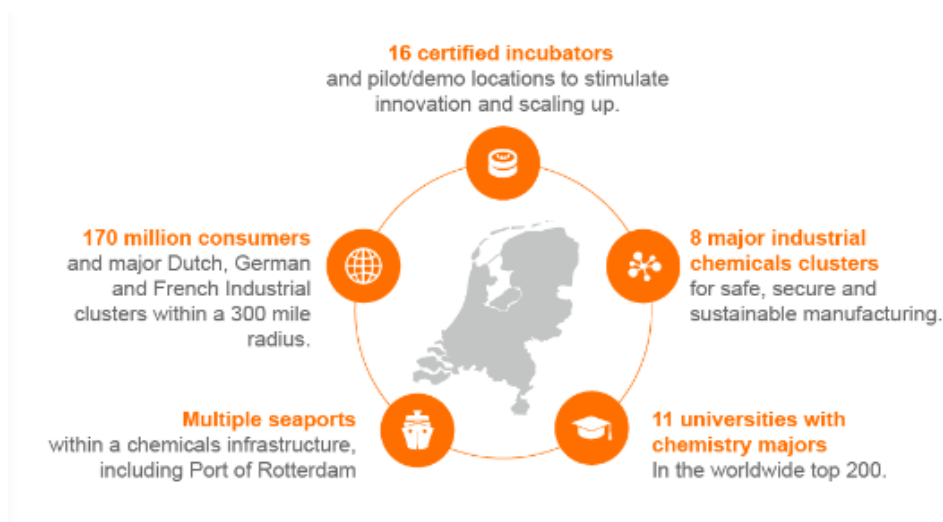 16 certified incubators
and pilot/demo locations to stimulate
innovation and scaling up.
170 million consumers
and major Dutch, German
and French Industrial
clusters within a 300 mile
radius.
8 major industrial
chemicals clusters
for safe, secure and
sustainable manufacturing.
Multiple seaports
within a chemicals infrastructure,
including Port of Rotterdam
11 universities with
chemistry majors
In the worldwide top 200.